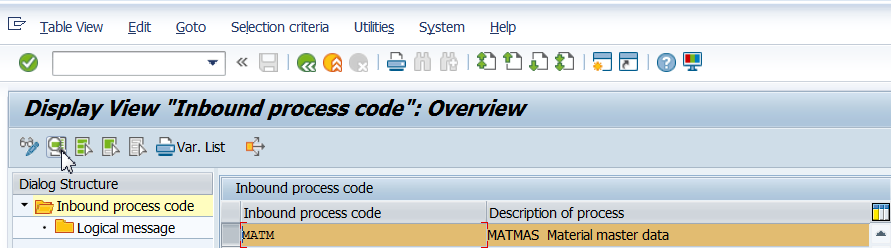 Table View Edit Goto Selection criteria Utilities System Help
Display View "Inbound process code": Overview
Var. List
Dialog Structure
Inbound process code
Logical message
Inbound process code
Inbound process code Description of process
MATM MATMAS Material master data